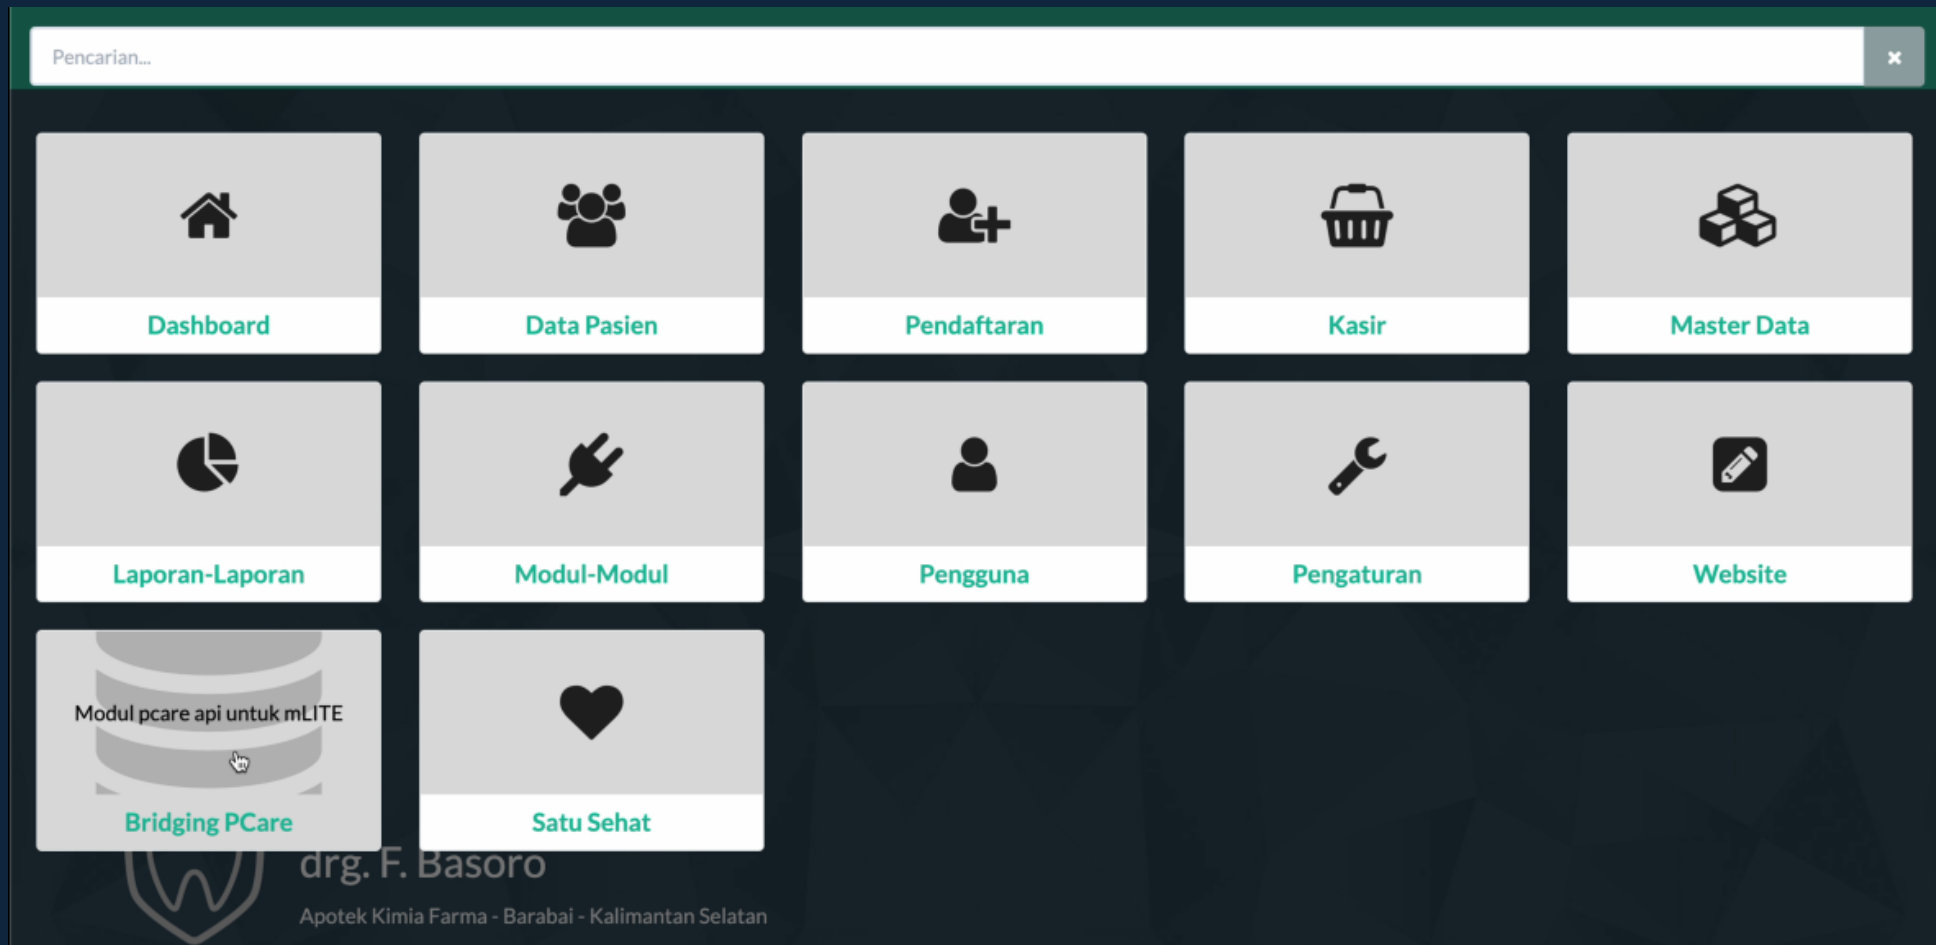 Pencarian...
Dashboard
Data Pasien
Pendaftaran
Kasir
Master Data
Laporan-Laporan
Modul-Modul
Pengguna
Pengaturan
Website
Modul pcare api untuk mLITE
Bridging PCare
Satu Sehat
drg. F. Basoro
Apotek Kimia Farma - Barabai - Kalimantan Selatan